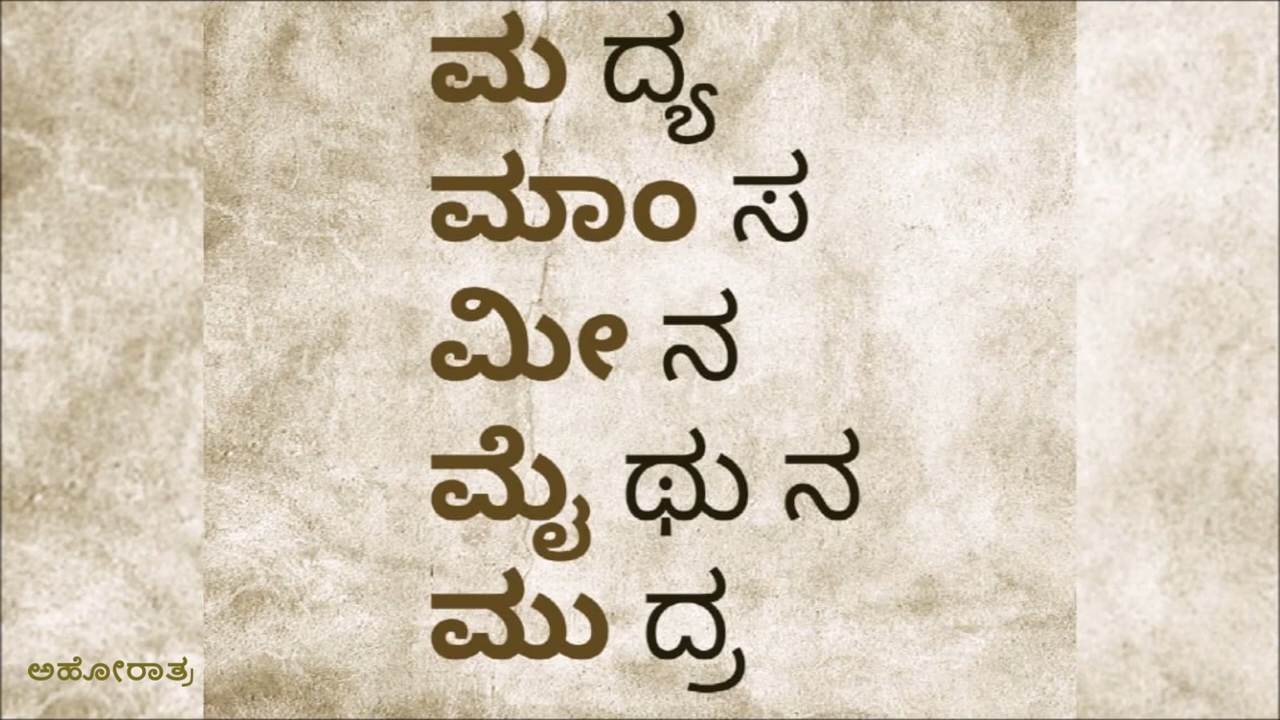 ಮ ದ್ಯ
ಮಾಂ ಸ
ಮೀ ನ
ಮೈ ಥು ನ
ಮು ದ್ರ
ಅಹೋರಾತ್ರ